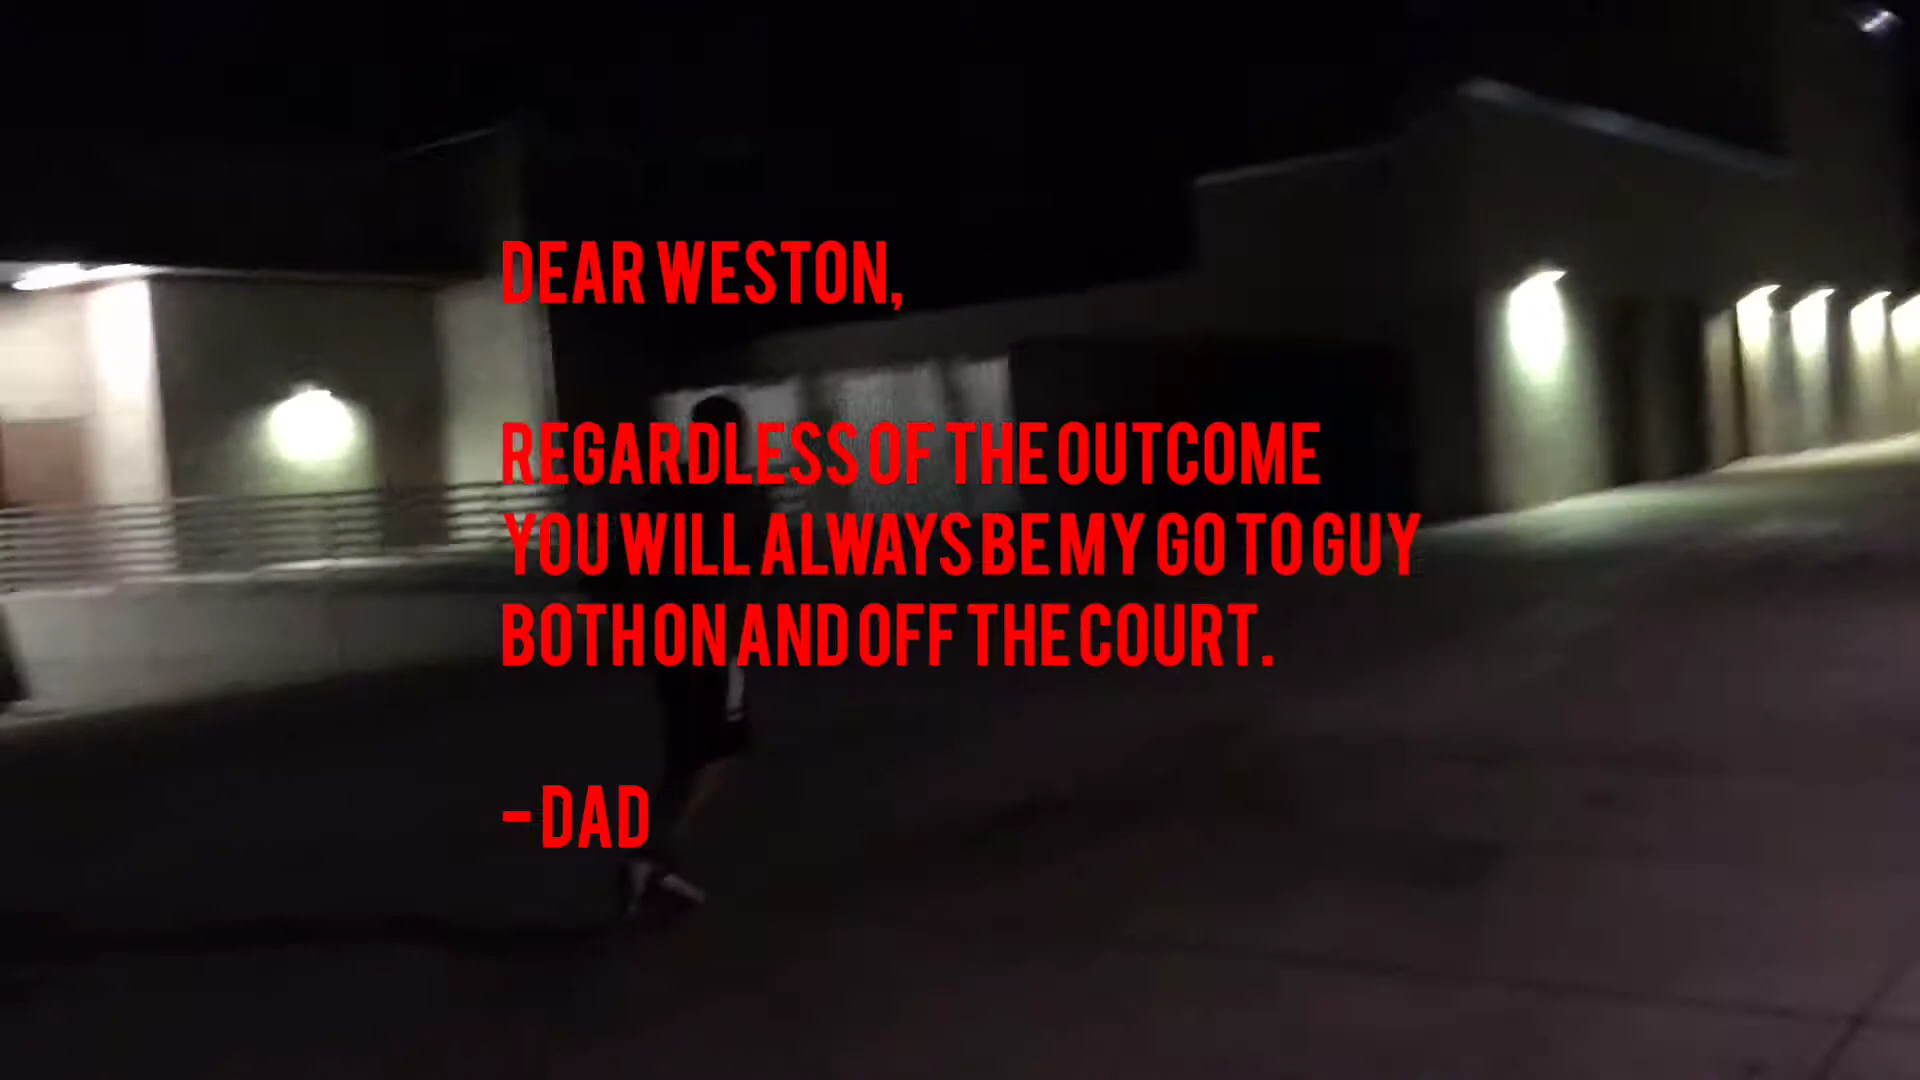 DEAR WESTON,
REGARDLESS OF THE OUTCOME
YOU WILL ALWAYS BE MY GO TO GUY
BOTH ON AND OFF THE COURT.
- DAD